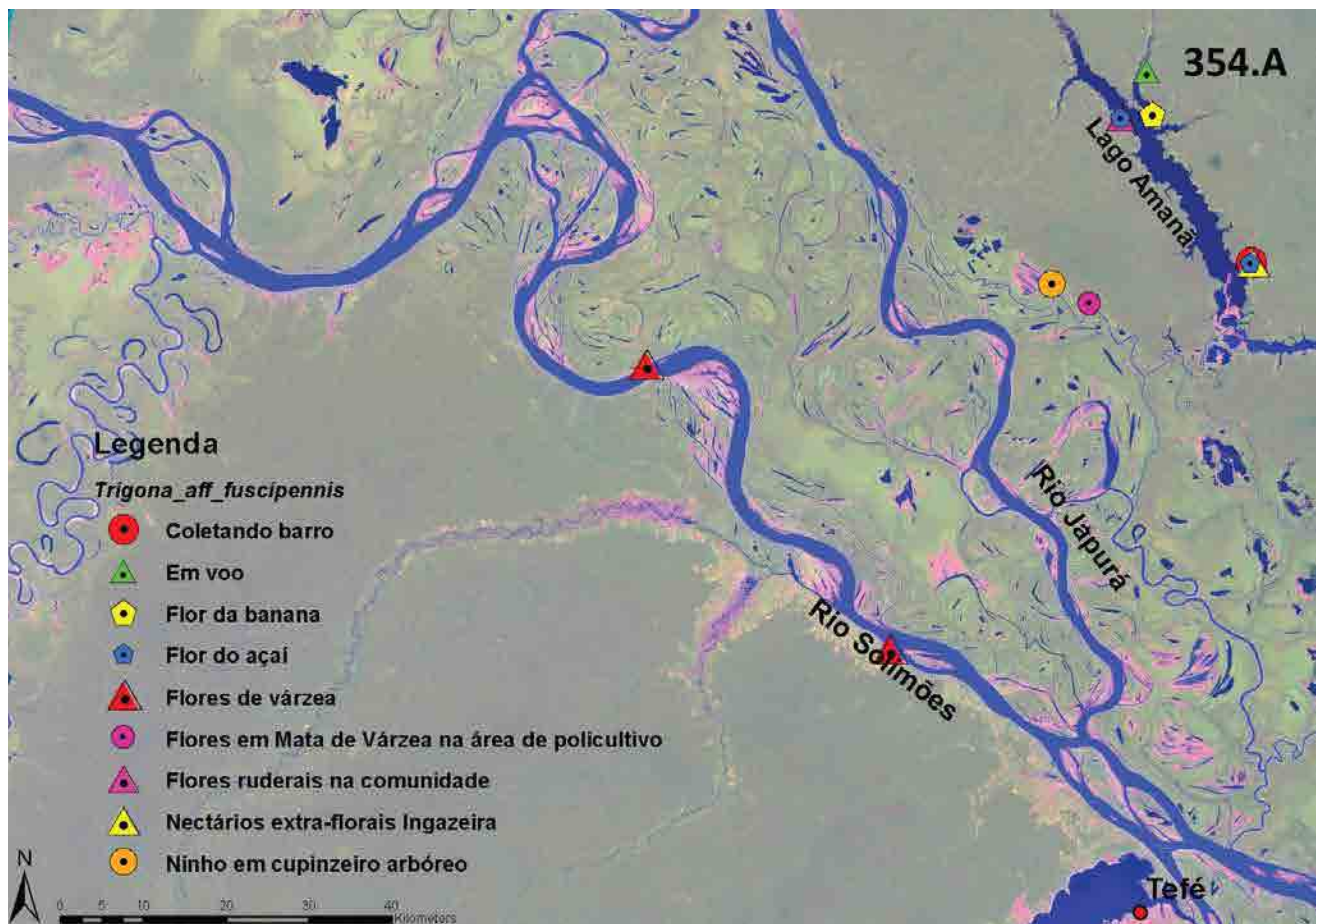 354.A
Lago Amanã
Rio Japurá
Rio Solimões
Tefé
Legenda
Trigona_aff_fuscipennis
Coletando barro
Em voo
Flor da banana
Flor do açaí
Flores de várzea
Flores em Mata de Várzea na área de policultivo
Flores ruderais na comunidade
Nectários extra-florais Ingazeira
Ninho em cupinzeiro arbóreo
N
0 5 10 20 30 40
Kilometers